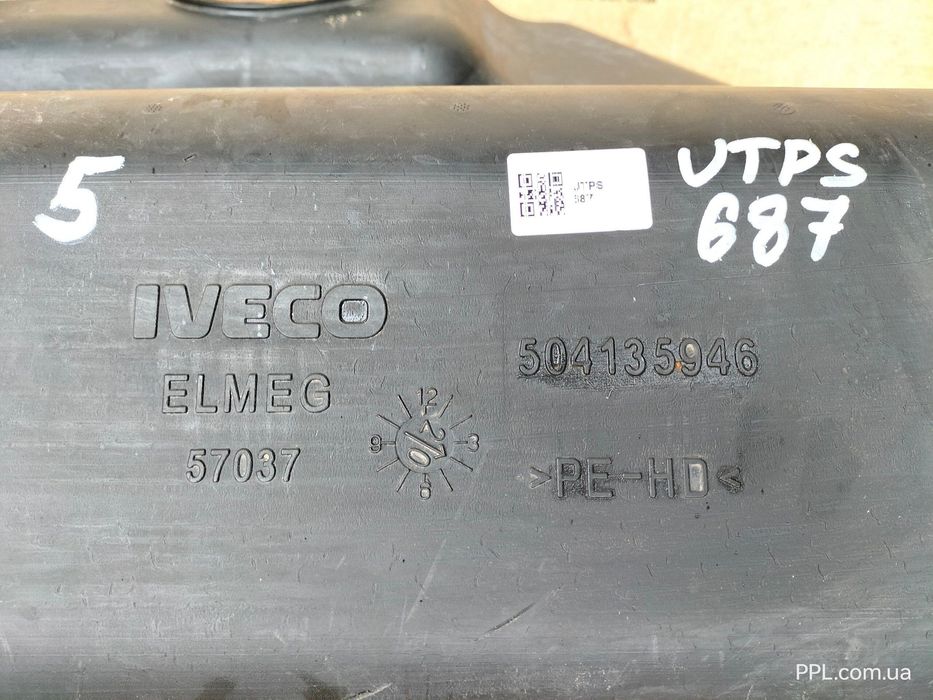 5
UTPS
687
UTPS
687
IVECO
504135946
ELMEG
12
9
3
6
57037
>PE-HD<
PPL.com.ua